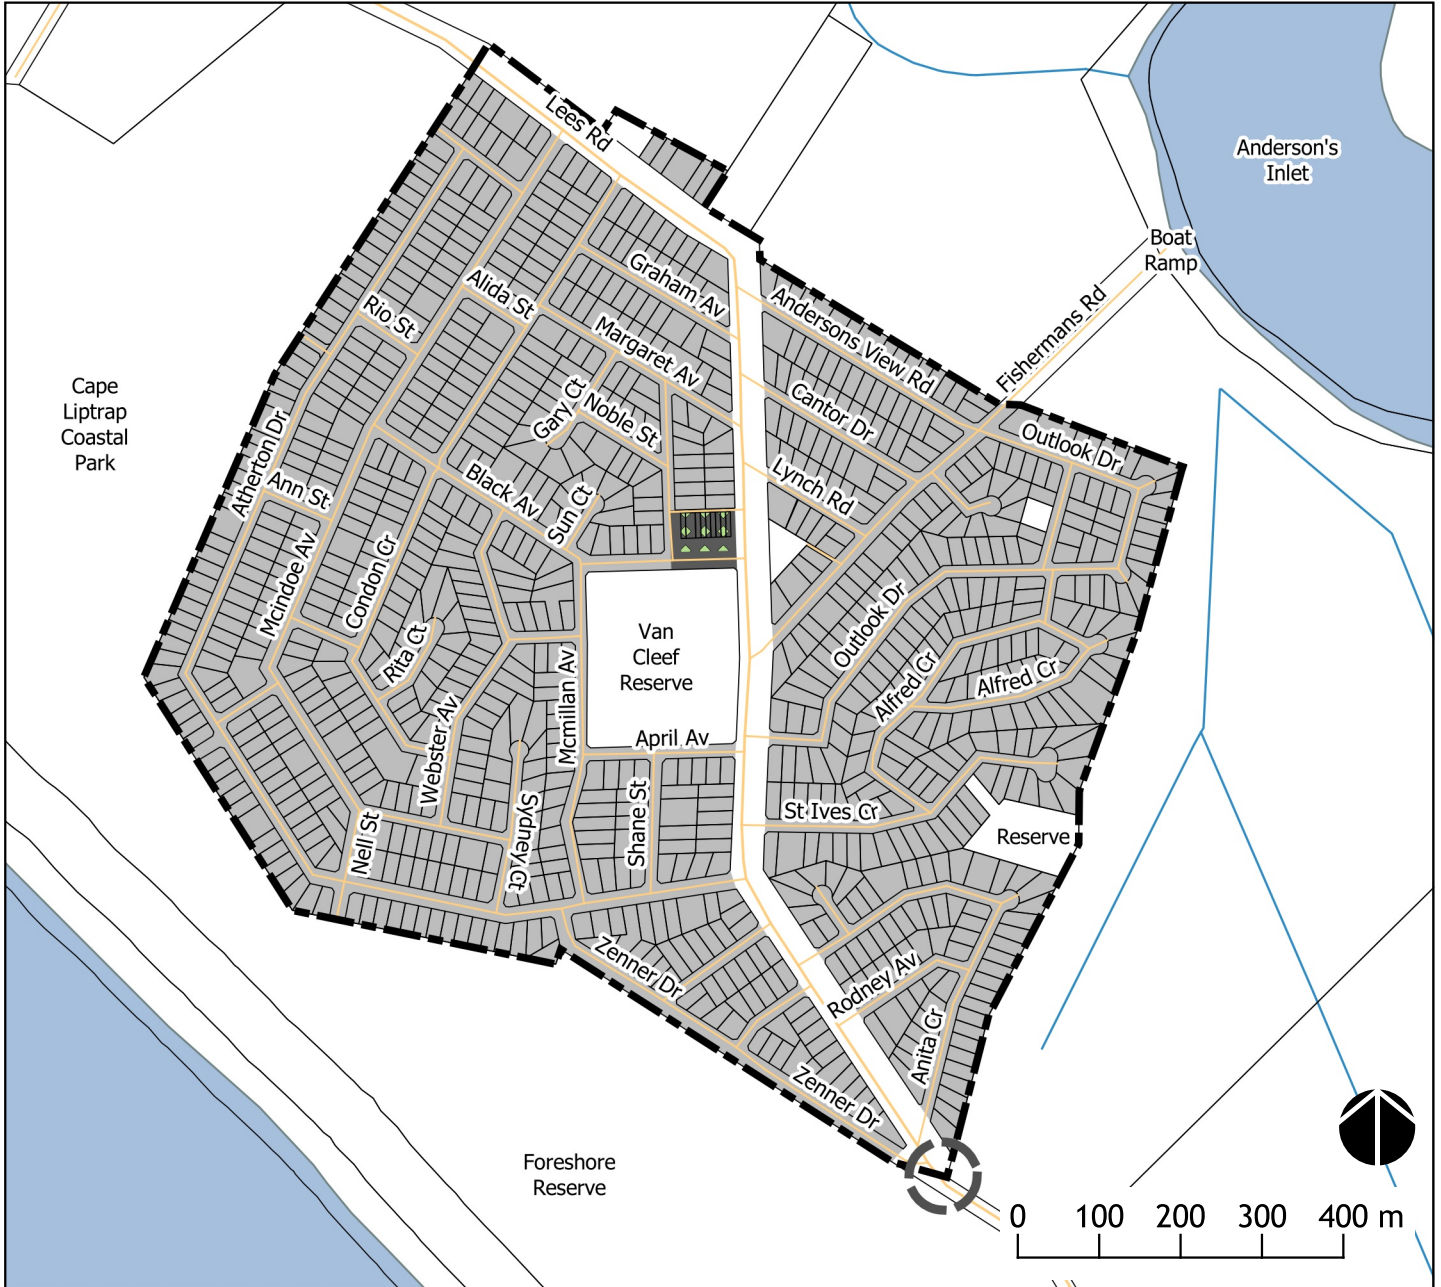 Lees Rd
Anderson's
Inlet
Boat
Ramp
Graham Av
Alida St
Rio St
Andersons View Rd
Fishermans Rd
Margaret Av
Cape
Liptrap
Coastal
Park
Gary Ct
Noble St
Cantor Dr
Outlook Dr
Atherton Dr
Ann St
Black Av
Sun Ct
Lynch Rd
Mcindoe Av
Condon Cr
Rita Ct
Van
Cleef
Reserve
Outlook Dr
Alfred Cr
Alfred Cr
Webster Av
Mcmillan Av
April Av
Nell St
Sydney Ct
Shane St
St Ives Cr
Reserve
Zenner Dr
Rodney Av
Anita Cr
Zenner Dr
Foreshore
Reserve
0 100 200 300 400 m